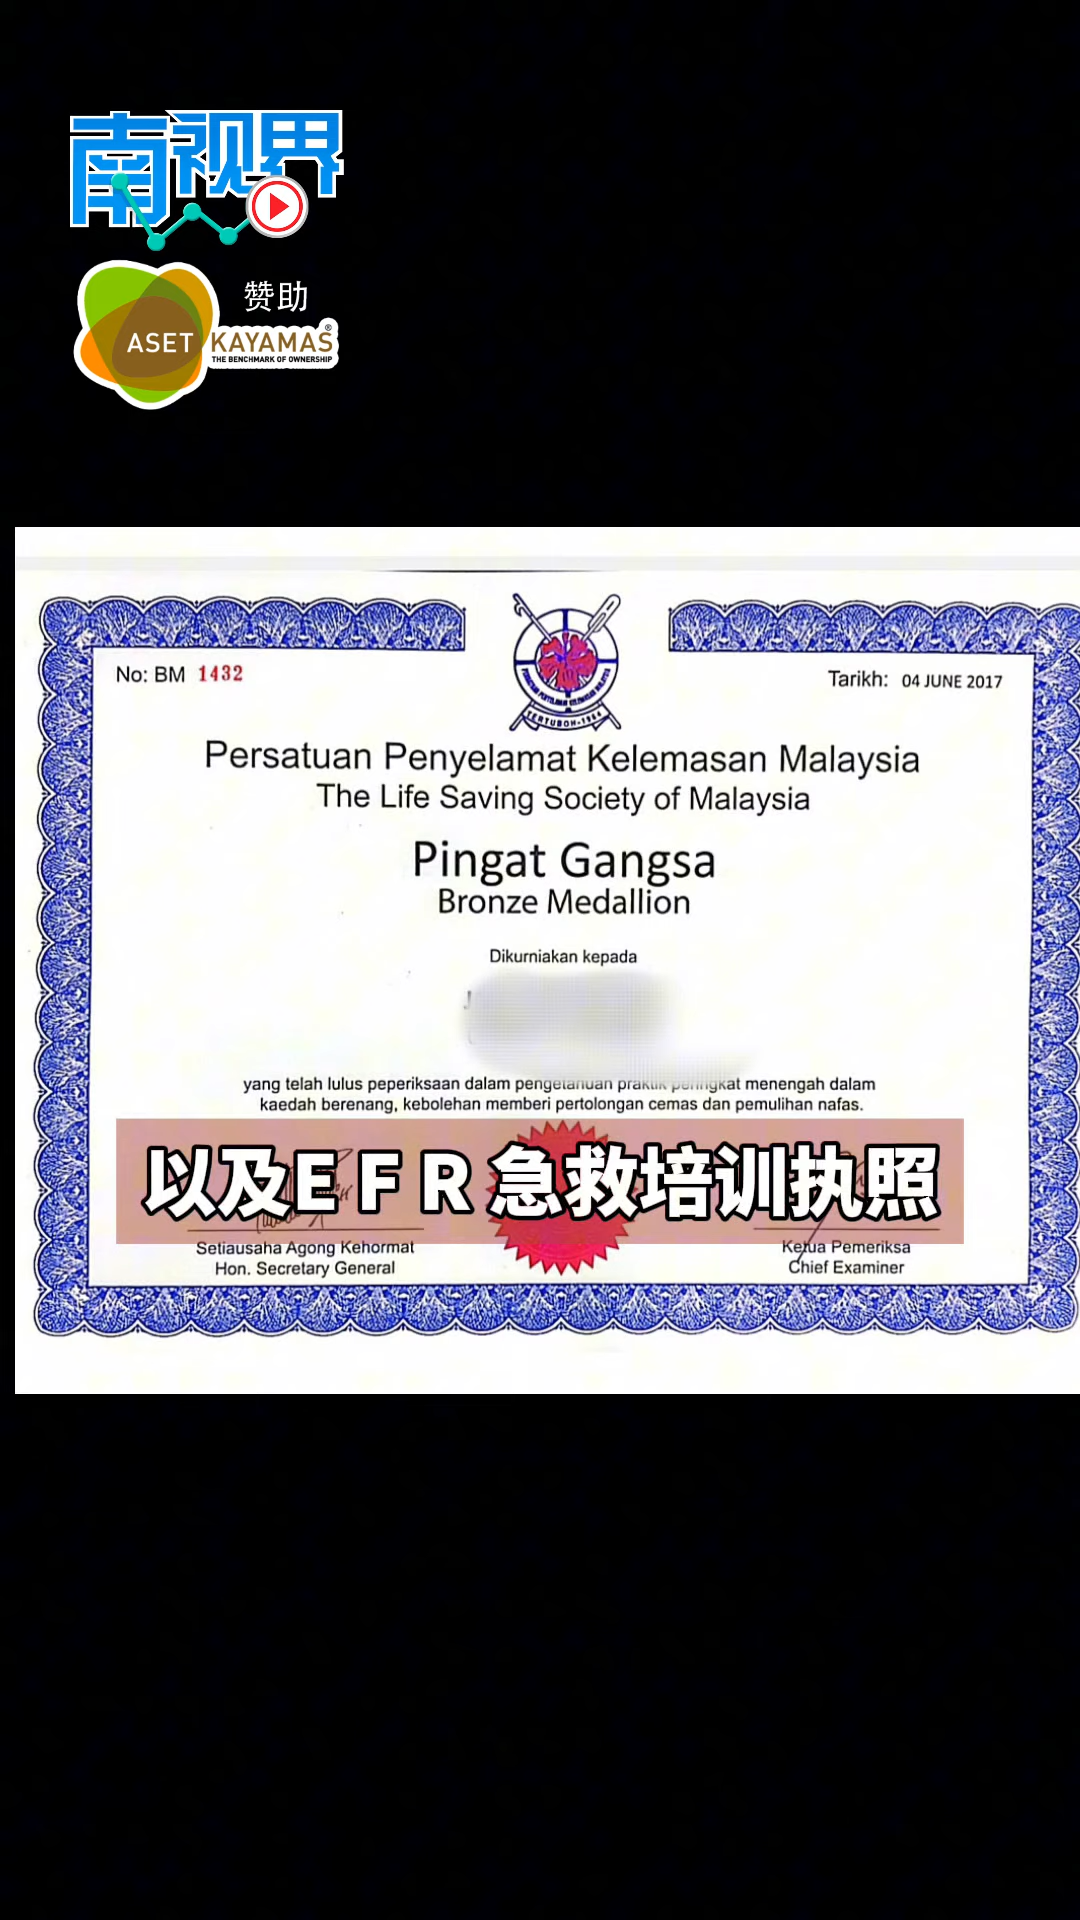 南视界
赞助
ASET KAYAMAS®
THE BENCHMARK OF OWNERSHIP
No: BM 1432
Tarikh: 04 JUNE 2017
TERTUBOH-1984
Persatuan Penyelamat Kelemasan Malaysia
The Life Saving Society of Malaysia
Pingat Gangsa
Bronze Medallion
Dikurniakan kepada
yang telah lulus peperiksaan dalam pengetahuan praktik peringkat menengah dalam
kaedah berenang, kebolehan memberi pertolongan cemas dan pemulihan nafas.
以及EFR急救培训执照
Setiausaha Agong Kehormat
Hon. Secretary General
Ketua Pemeriksa
Chief Examiner